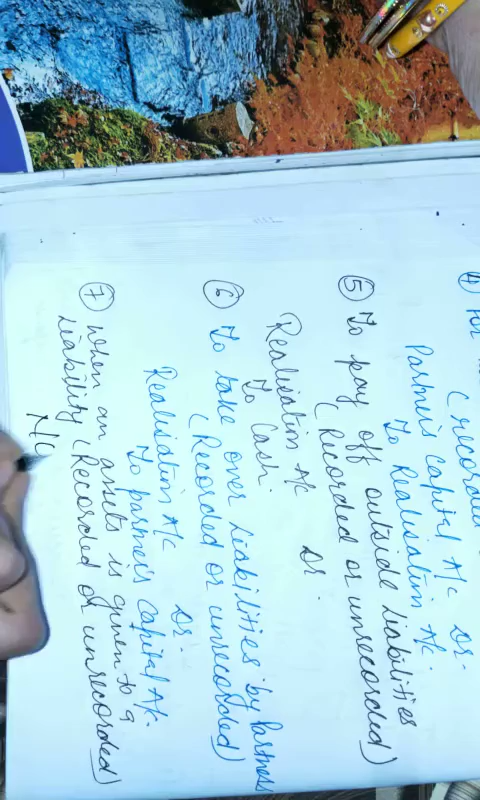 ④ For
(recorded
Partner's capital A/c Dr.
To Realisation A/c
⑤ To pay off outside liabilities
(Recorded or unrecorded)
Realisation A/c Dr.
To Cash.
⑥ To take over liabilities by Partner
(Recorded or unrecorded)
Realisation A/c Dr.
To partner's capital A/c.
⑦ When an assets is given to a
liability (Recorded or unrecorded)
N/